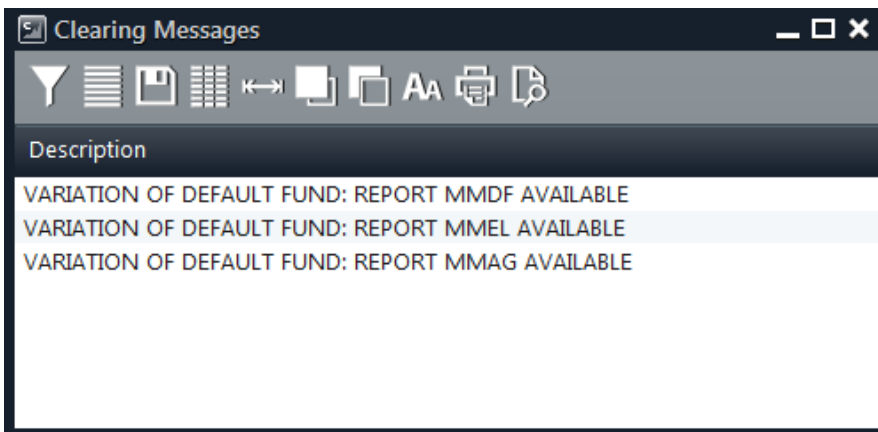 Clearing Messages
AA
Description
VARIATION OF DEFAULT FUND: REPORT MMDF AVAILABLE
VARIATION OF DEFAULT FUND: REPORT MMEL AVAILABLE
VARIATION OF DEFAULT FUND: REPORT MMAG AVAILABLE